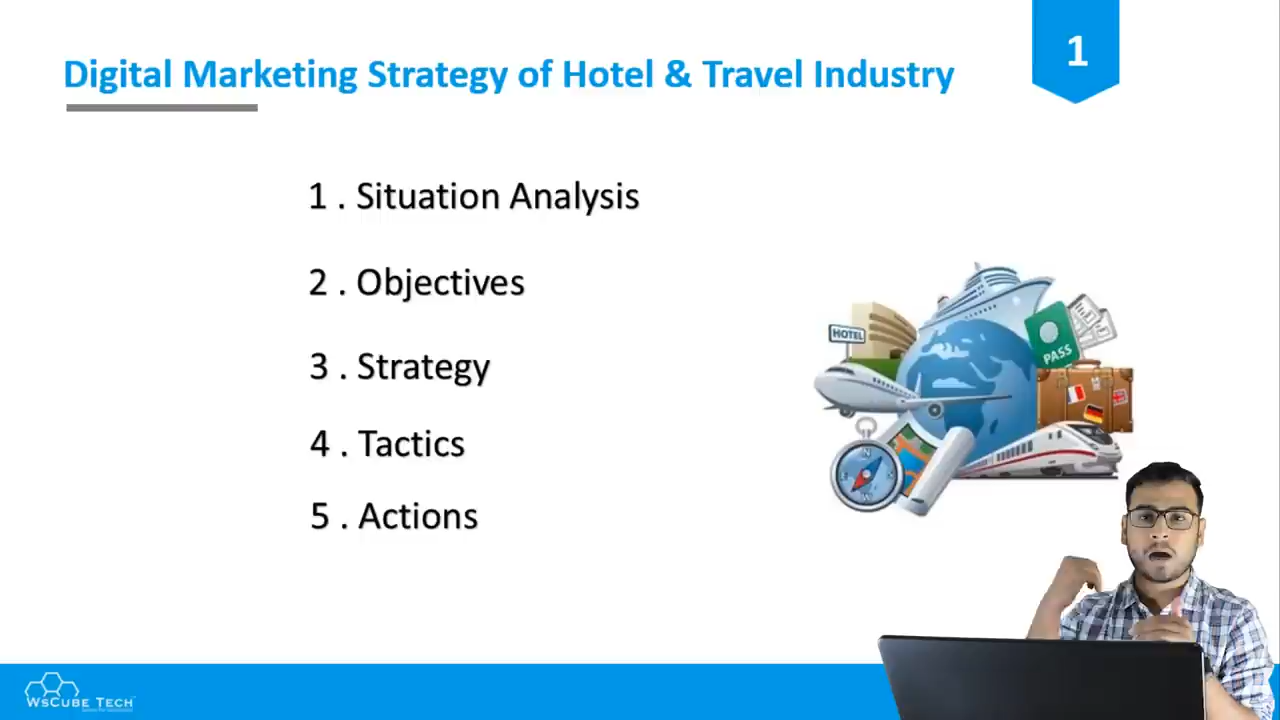 Digital Marketing Strategy of Hotel & Travel Industry
1
1 . Situation Analysis
2 . Objectives
3 . Strategy
4 . Tactics
5 . Actions
HOTEL
PASS
N
WsCube Tech